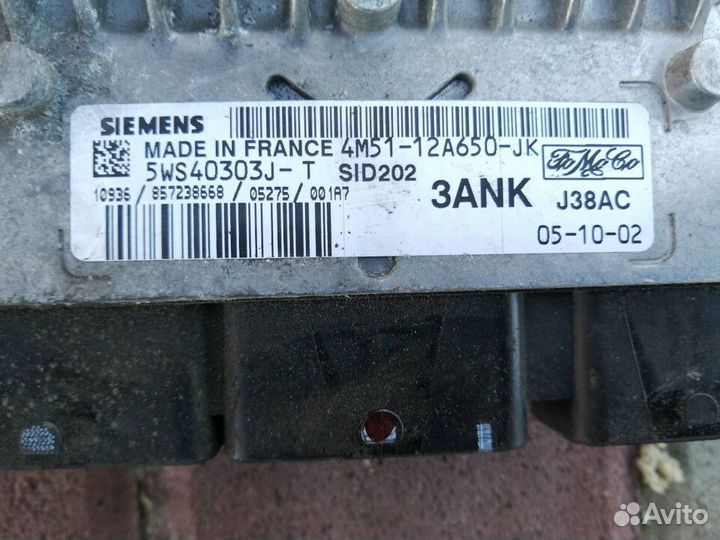 SIEMENS
MADE IN FRANCE 4M51-12A650-JK
5WS40303J-T SID202
FoMoCo
10936 / 857238668 / 05275 / 001A7
3ANK J38AC
05-10-02
Avito